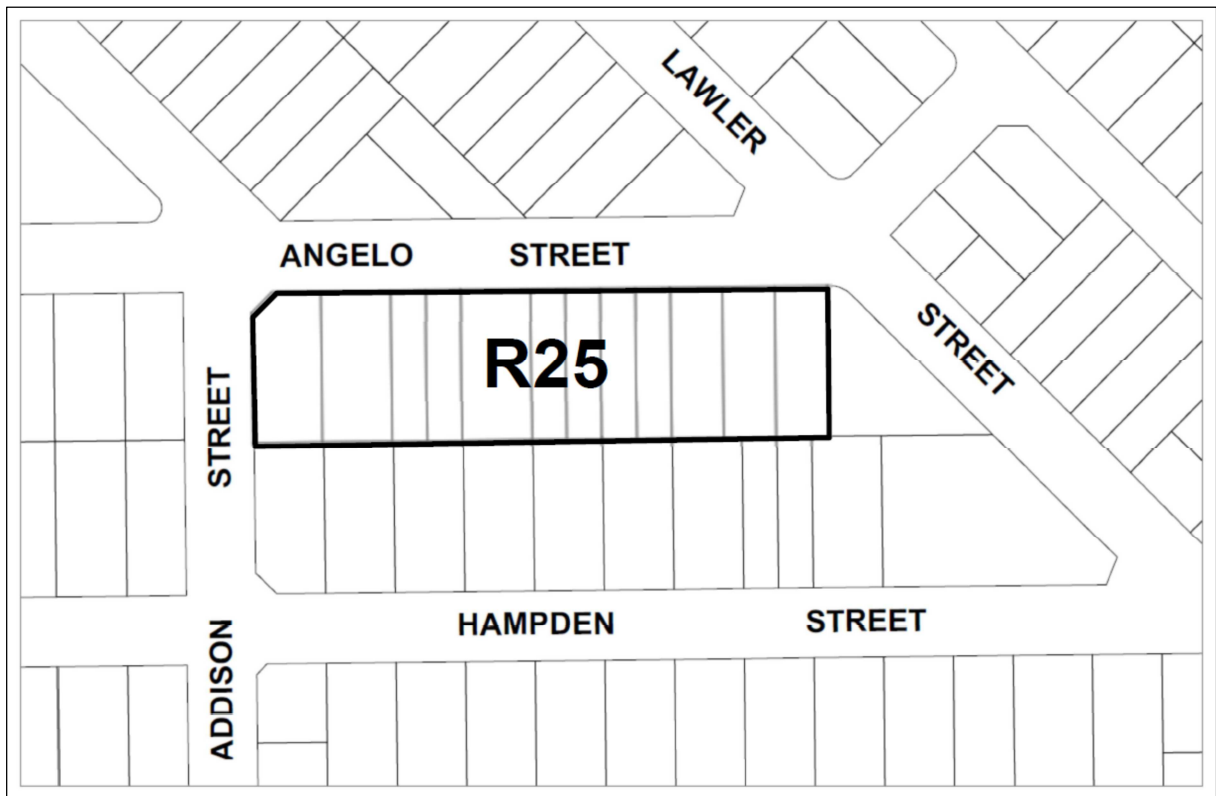 LAWLER
ANGELO STREET
STREET
R25
STREET
HAMPDEN STREET
ADDISON